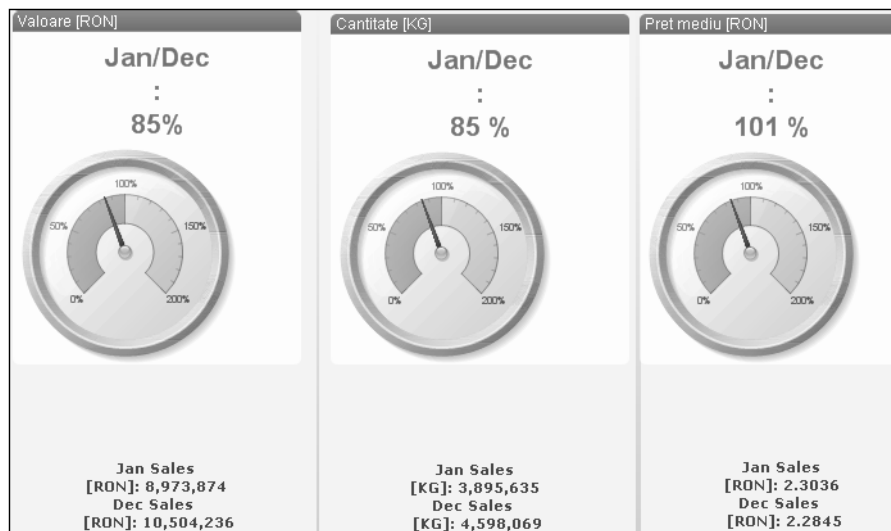 Valoare [RON]
Jan/Dec
:
85%
100%
50%
150%
0%
200%
Jan Sales
[RON]: 8,973,874
Dec Sales
[RON]: 10,504,236
Cantitate [KG]
Jan/Dec
:
85 %
100%
50%
150%
0%
200%
Jan Sales
[KG]: 3,895,635
Dec Sales
[KG]: 4,598,069
Pret mediu [RON]
Jan/Dec
:
101 %
100%
50%
150%
0%
200%
Jan Sales
[RON]: 2.3036
Dec Sales
[RON]: 2.2845